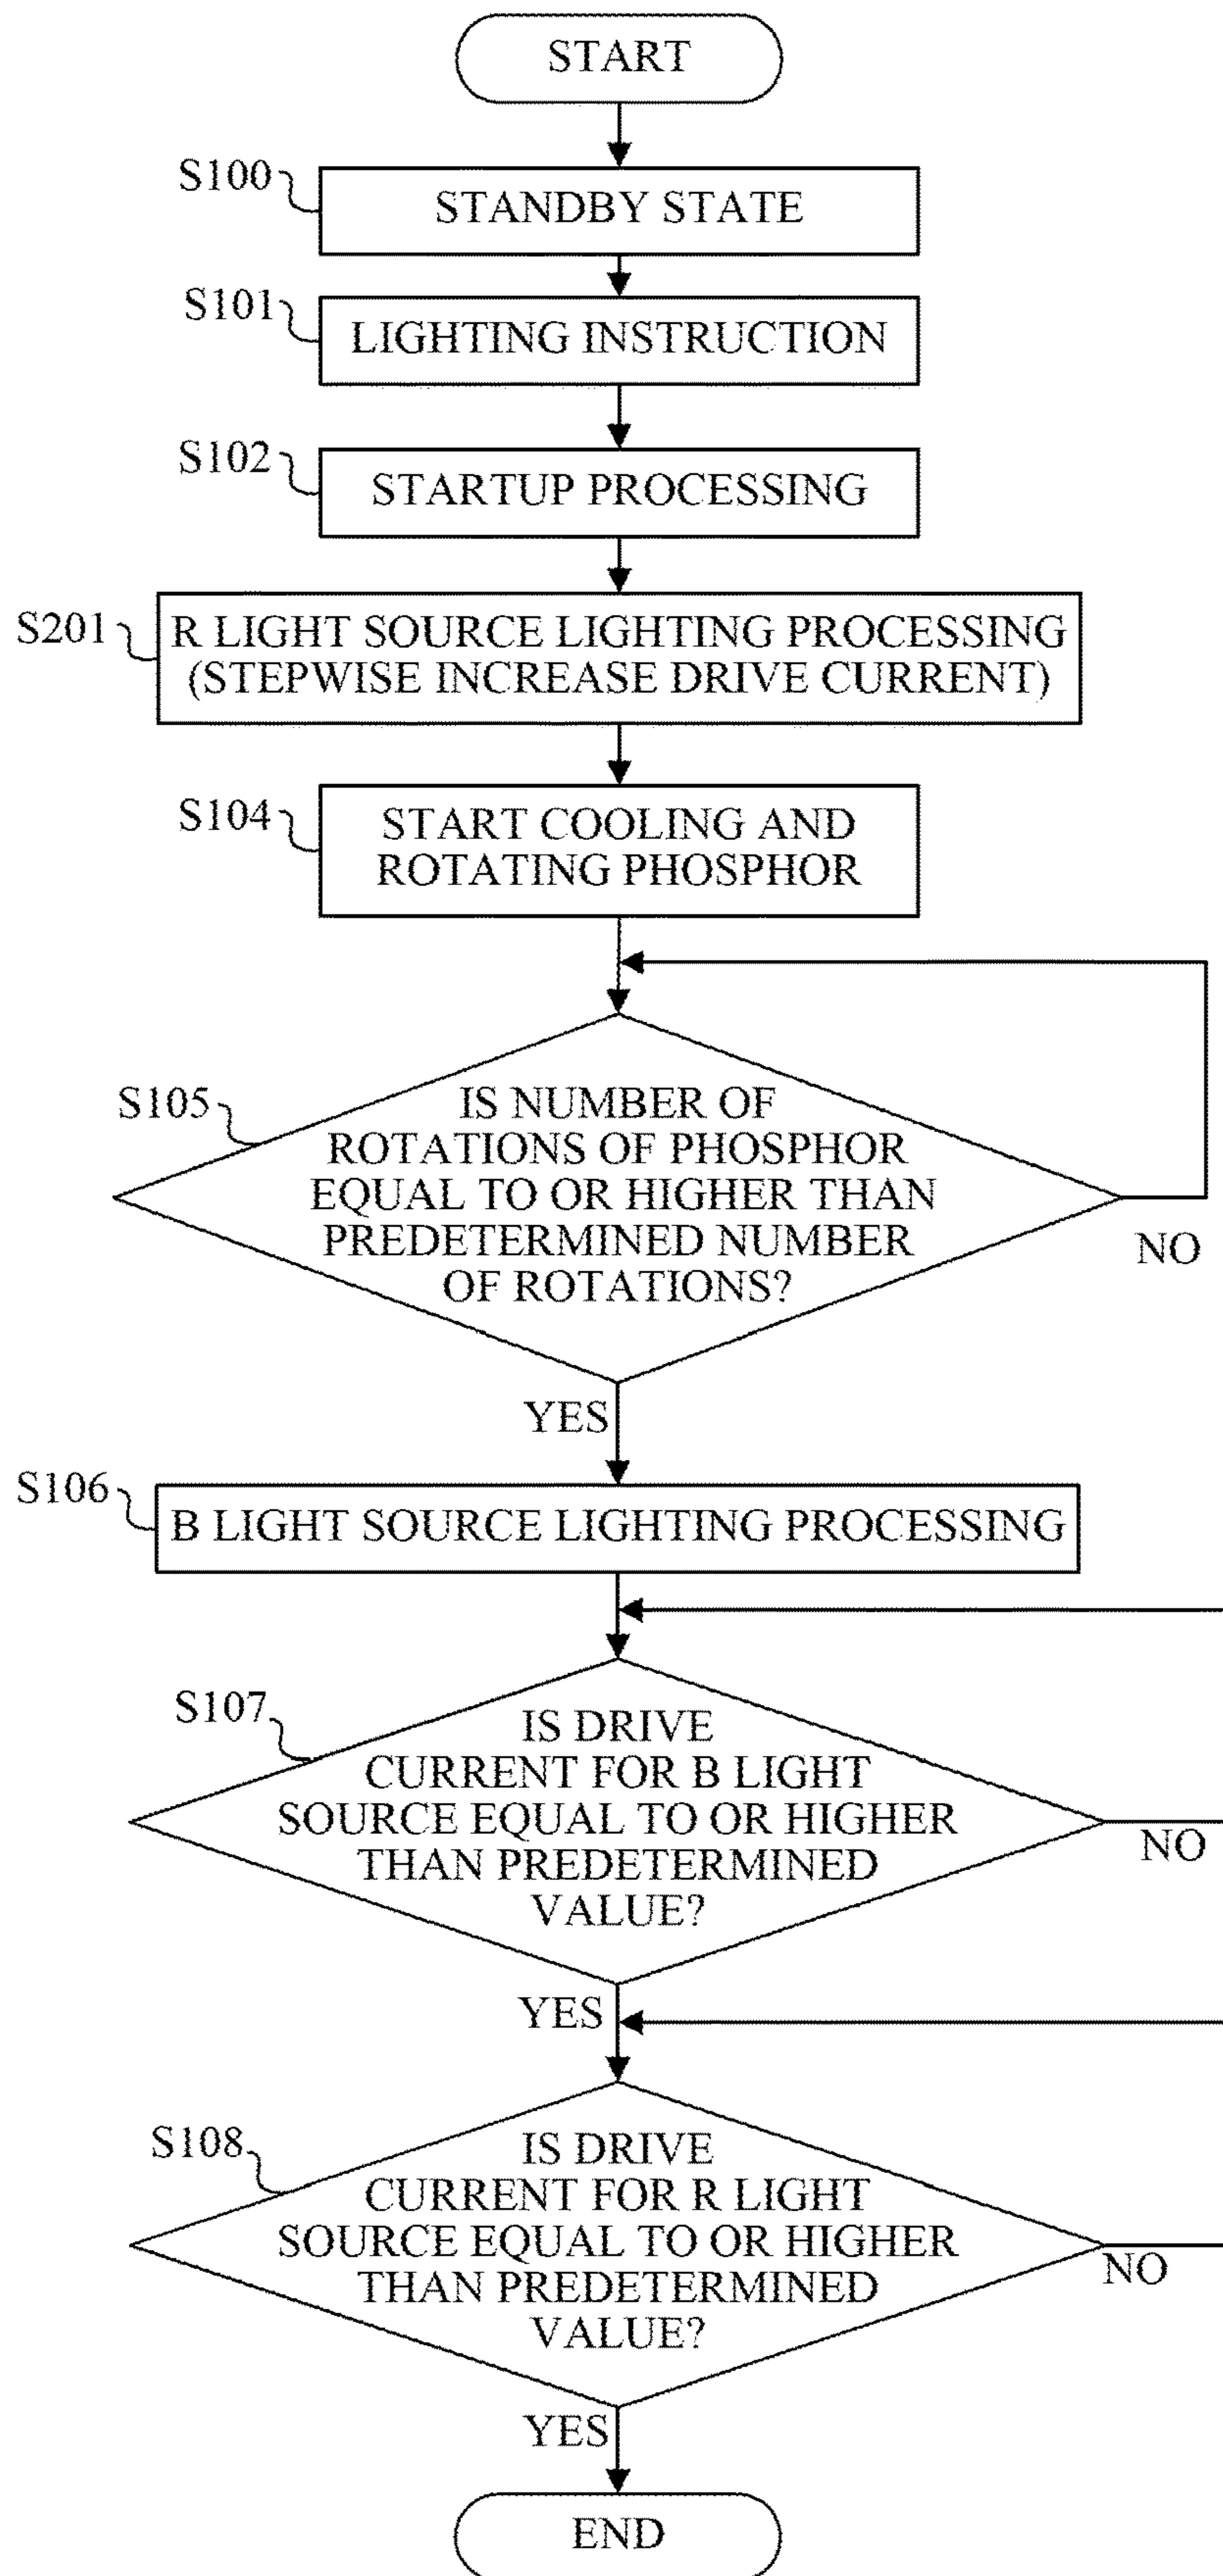 START
S100
STANDBY STATE
S101
LIGHTING INSTRUCTION
S102
STARTUP PROCESSING
S201
R LIGHT SOURCE LIGHTING PROCESSING
(STEPWISE INCREASE DRIVE CURRENT)
S104
START COOLING AND
ROTATING PHOSPHOR
S105
IS NUMBER OF
ROTATIONS OF PHOSPHOR
EQUAL TO OR HIGHER THAN
PREDETERMINED NUMBER
OF ROTATIONS?
NO
YES
S106
B LIGHT SOURCE LIGHTING PROCESSING
S107
IS DRIVE
CURRENT FOR B LIGHT
SOURCE EQUAL TO OR HIGHER
THAN PREDETERMINED
VALUE?
NO
YES
S108
IS DRIVE
CURRENT FOR R LIGHT
SOURCE EQUAL TO OR HIGHER
THAN PREDETERMINED
VALUE?
NO
YES
END